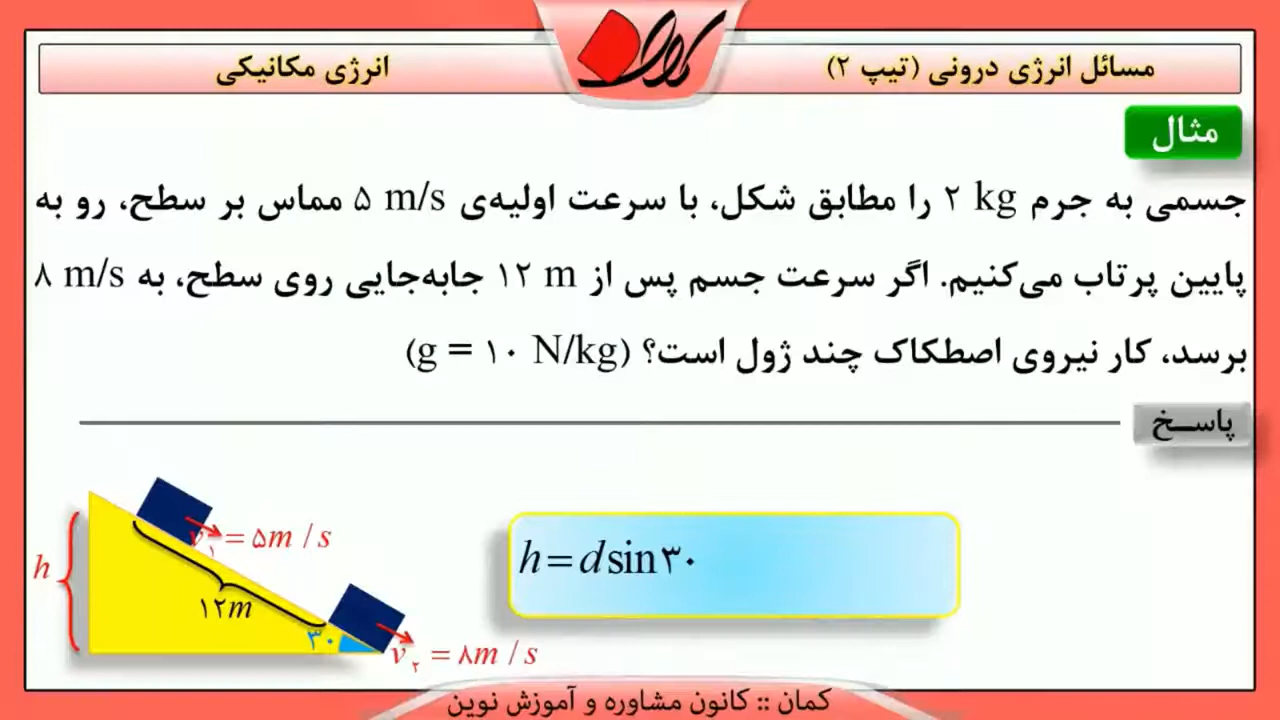 مسائل انرژی درونی (تیپ ۲)
انرژی مکانیکی
کمان
مثال
جسمی به جرم ۲ kg را مطابق شکل، با سرعت اولیه‌ی ۵ m/s مماس بر سطح، رو به
پایین پرتاب می‌کنیم. اگر سرعت جسم پس از ۱۲ m جابه‌جایی روی سطح، به ۸ m/s
برسد، کار نیروی اصطکاک چند ژول است؟ (g = ۱۰ N/kg)
پاسـخ
h
v۱ = ۵m / s
۱۲m
۳۰
v۲ = ۸m / s
h = d sin ۳۰
کمان :: کانون مشاوره و آموزش نوین